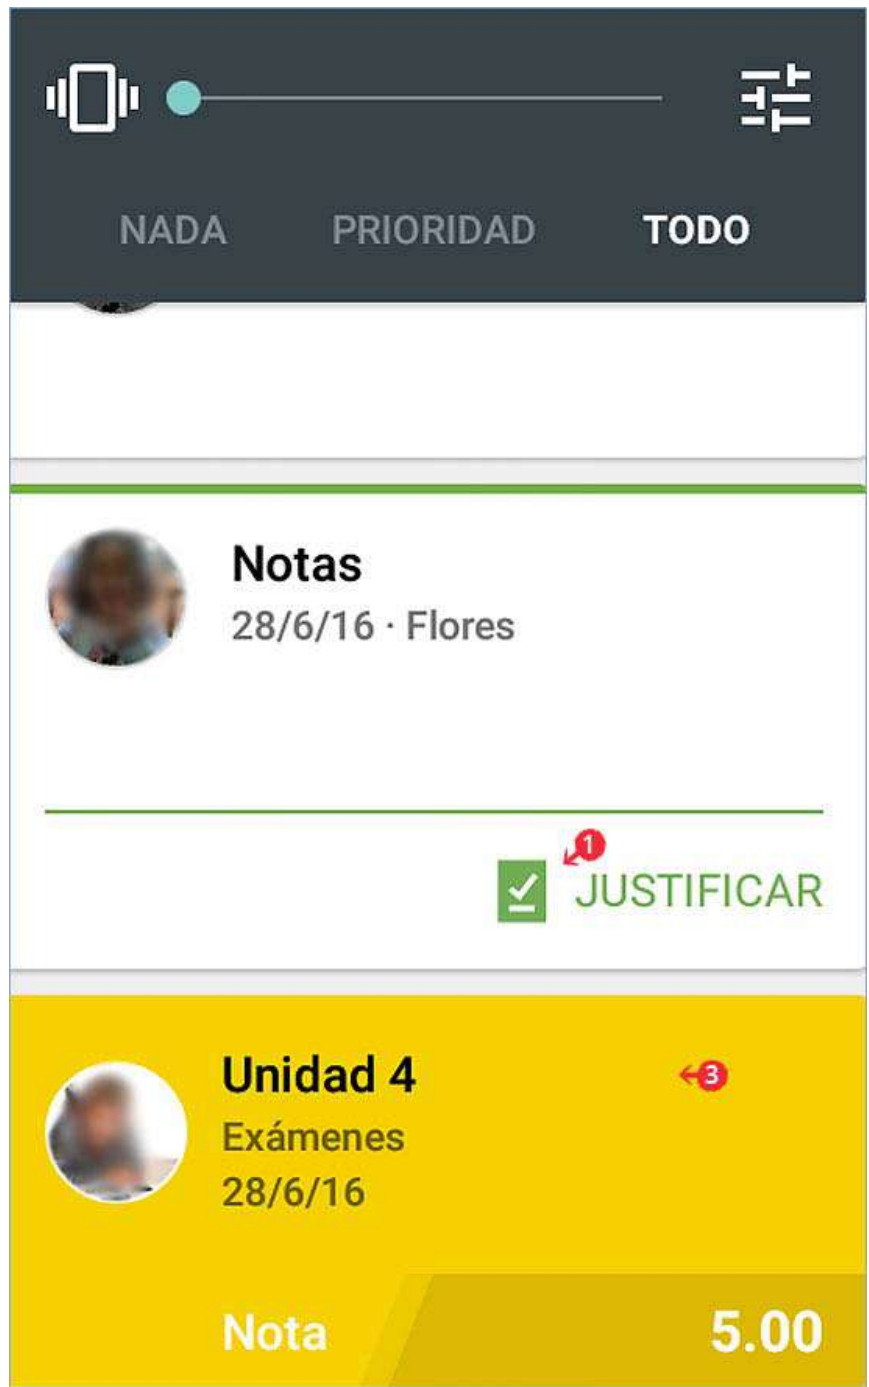 NADA PRIORIDAD TODO
Notas
28/6/16 · Flores
1
JUSTIFICAR
Unidad 4
3
Exámenes
28/6/16
Nota 5.00